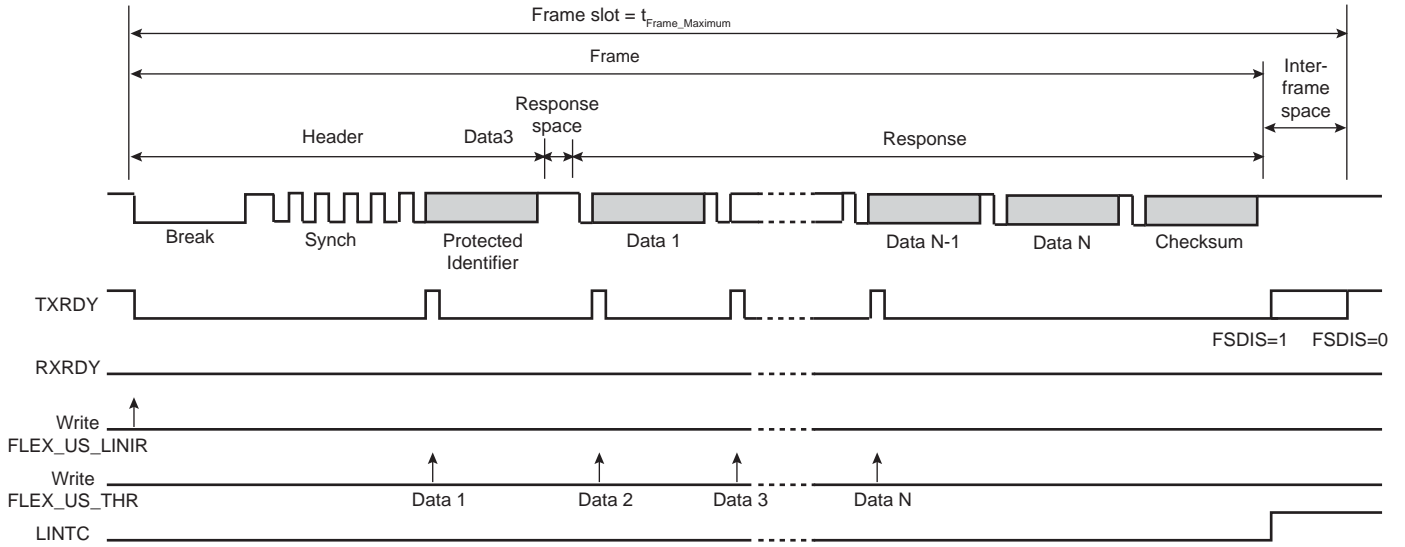 Frame slot = tFrame_Maximum
Frame
Inter-
frame
space
Response
space
Header
Data3
Response
Break
Synch
Protected
Identifier
Data 1
Data N-1
Data N
Checksum
TXRDY
FSDIS=1
FSDIS=0
RXRDY
Write
FLEX_US_LINIR
Write
FLEX_US_THR
Data 1
Data 2
Data 3
Data N
LINTC